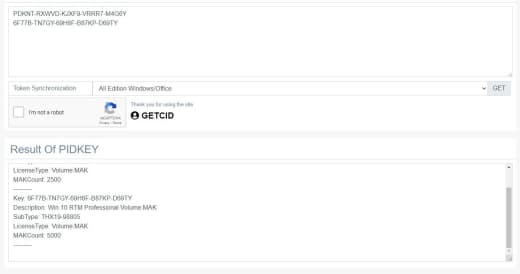 PDKNT-RXWVD-KJXF9-VRRR7-M4G6Y
6F77B-TN7GY-69H6F-B87KP-D69TY
Token Synchronization All Edition Windows/Office GET
I'm not a robot
reCAPTCHA
Privacy - Terms
Thank you for using the site
GETCID
Result Of PIDKEY
LicenseType: Volume:MAK
MAKCount: 2500
----------
Key: 6F77B-TN7GY-69H6F-B87KP-D69TY
Description: Win 10 RTM Professional Volume:MAK
SubType: THX19-98805
LicenseType: Volume:MAK
MAKCount: 5000
----------